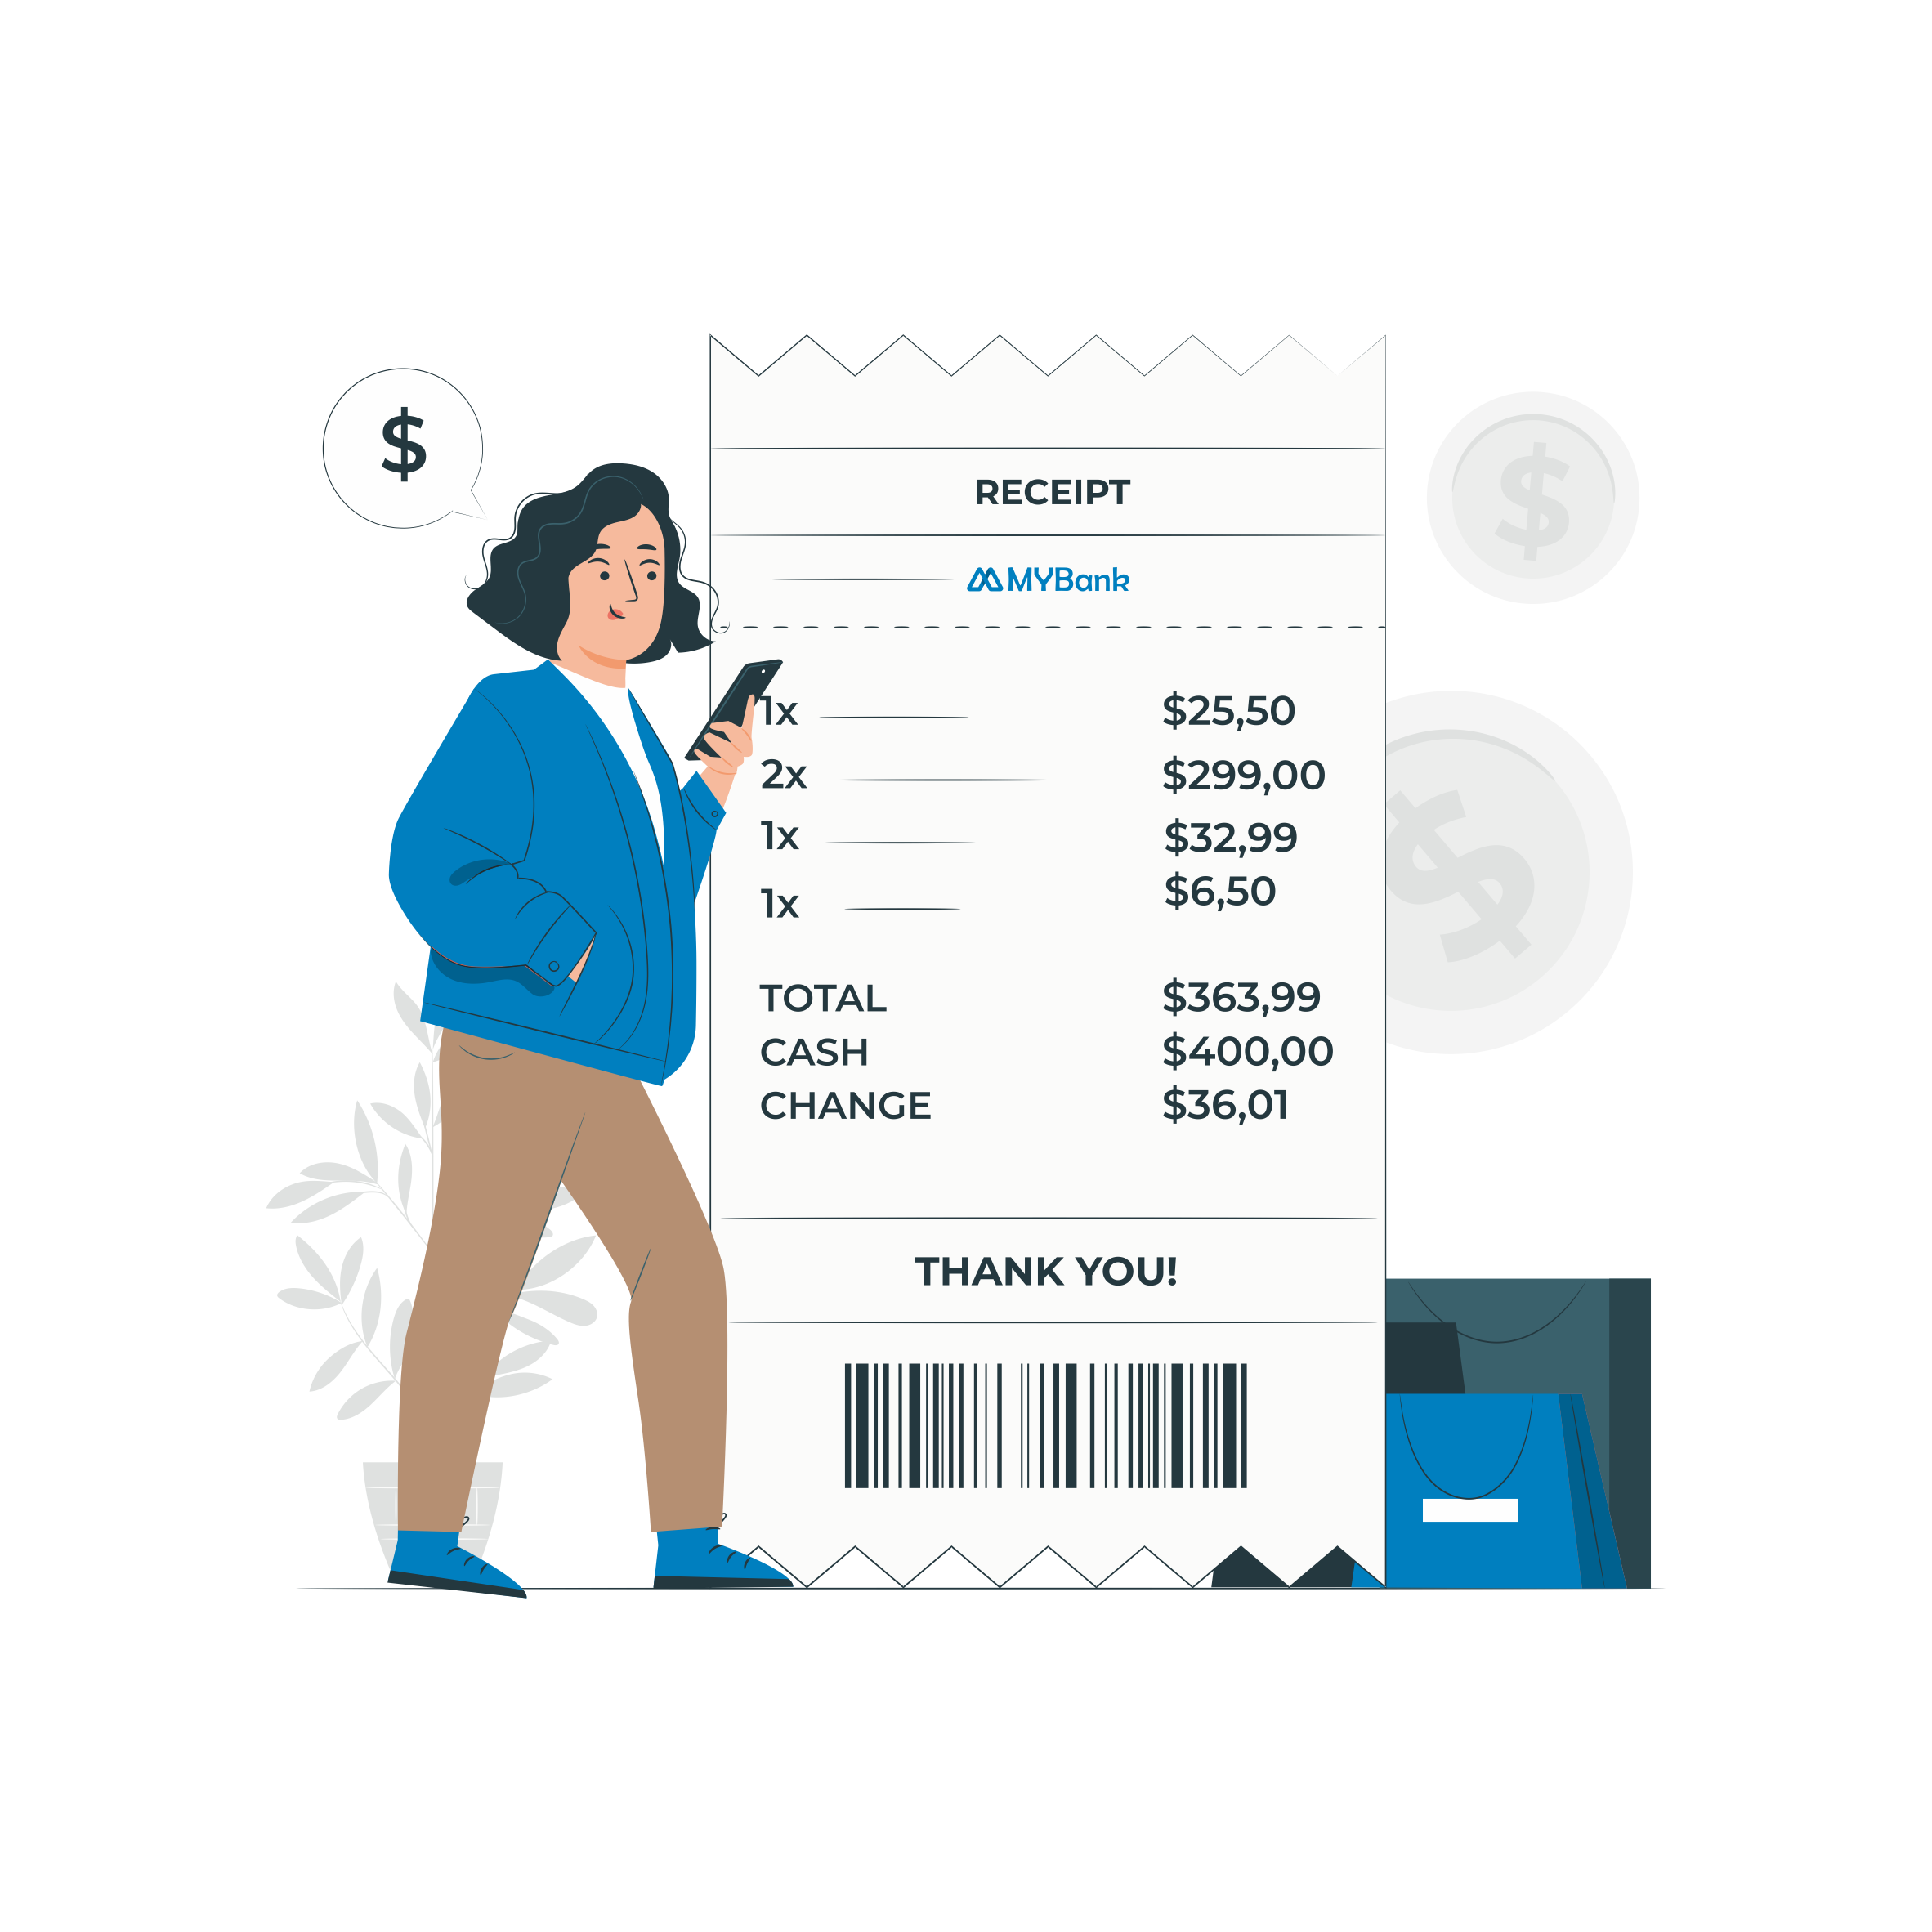 $
$
RECEIPT
AMYBank
1x $25,50
2x $299,00
1x $32,99
1x $6,50
$
TOTAL $363,99
CASH $400,00
CHANGE $36,01
THANK YOU!